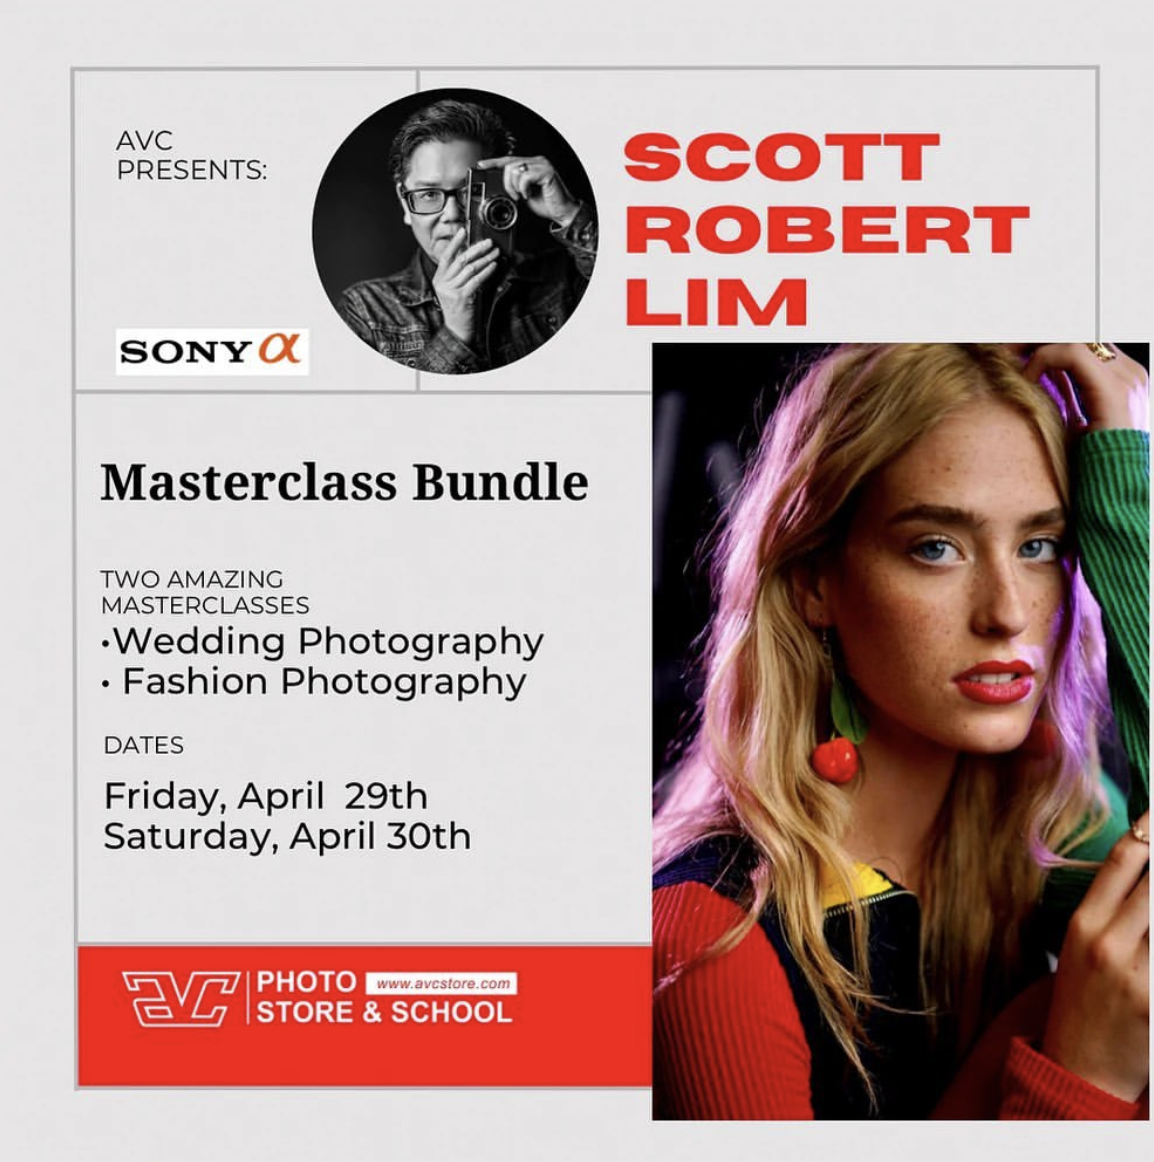 AVC
PRESENTS:
SCOTT
ROBERT
LIM
SONY α
Masterclass Bundle
TWO AMAZING
MASTERCLASSES
•Wedding Photography
• Fashion Photography
DATES
Friday, April 29th
Saturday, April 30th
avc
PHOTO www.avcstore.com
STORE & SCHOOL